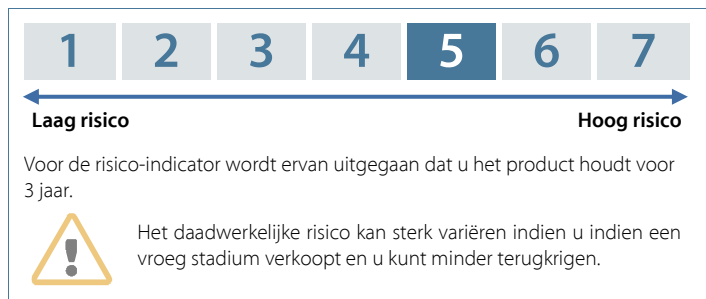 1 2 3 4 5 6 7
Laag risico Hoog risico
Voor de risico-indicator wordt ervan uitgegaan dat u het product houdt voor
3 jaar.
Het daadwerkelijke risico kan sterk variëren indien u indien een
vroeg stadium verkoopt en u kunt minder terugkrigen.